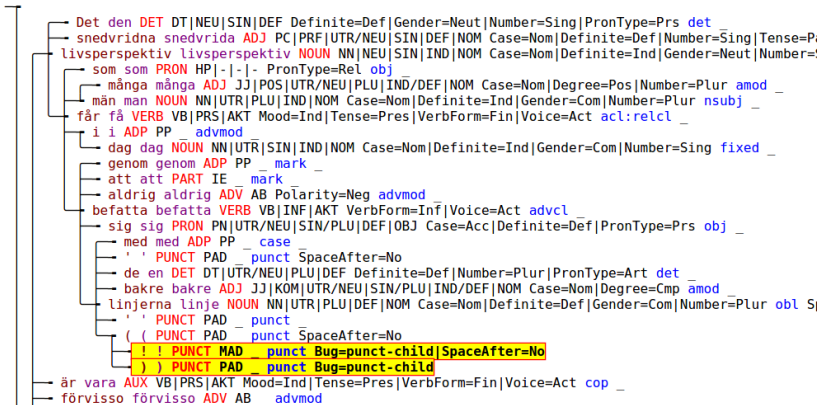 Det den DET DT|NEU|SIN|DEF Definite=Def|Gender=Neut|Number=Sing|PronType=Prs det _
snedvridna snedvrida ADJ PC|PRF|UTR/NEU|SIN|DEF|NOM Case=Nom|Definite=Def|Number=Sing|Tense=Pa
livsperspektiv livsperspektiv NOUN NN|NEU|SIN|IND|NOM Case=Nom|Definite=Ind|Gender=Neut|Number=S
som som PRON HP|-|-|- PronType=Rel obj _
många många ADJ JJ|POS|UTR/NEU|PLU|IND/DEF|NOM Case=Nom|Degree=Pos|Number=Plur amod _
män man NOUN NN|UTR|PLU|IND|NOM Case=Nom|Definite=Ind|Gender=Com|Number=Plur nsubj _
får få VERB VB|PRS|AKT Mood=Ind|Tense=Pres|VerbForm=Fin|Voice=Act acl:relcl _
i i ADP PP _ advmod _
dag dag NOUN NN|UTR|SIN|IND|NOM Case=Nom|Definite=Ind|Gender=Com|Number=Sing fixed _
genom genom ADP PP _ mark _
att att PART IE _ mark _
aldrig aldrig ADV AB Polarity=Neg advmod _
befatta befatta VERB VB|INF|AKT VerbForm=Inf|Voice=Act advcl _
sig sig PRON PN|UTR/NEU|SIN/PLU|DEF|OBJ Case=Acc|Definite=Def|PronType=Prs obj _
med med ADP PP _ case _
' ' PUNCT PAD _ punct SpaceAfter=No
de en DET DT|UTR/NEU|PLU|DEF Definite=Def|Number=Plur|PronType=Art det _
bakre bakre ADJ JJ|KOM|UTR/NEU|SIN/PLU|IND/DEF|NOM Case=Nom|Degree=Cmp amod _
linjerna linje NOUN NN|UTR|PLU|DEF|NOM Case=Nom|Definite=Def|Gender=Com|Number=Plur obl Sp
' ' PUNCT PAD _ punct _
( ( PUNCT PAD _ punct SpaceAfter=No
! ! PUNCT MAD _ punct Bug=punct-child|SpaceAfter=No
) ) PUNCT PAD _ punct Bug=punct-child
är vara AUX VB|PRS|AKT Mood=Ind|Tense=Pres|VerbForm=Fin|Voice=Act cop _
förvisso förvisso ADV AB _ advmod _